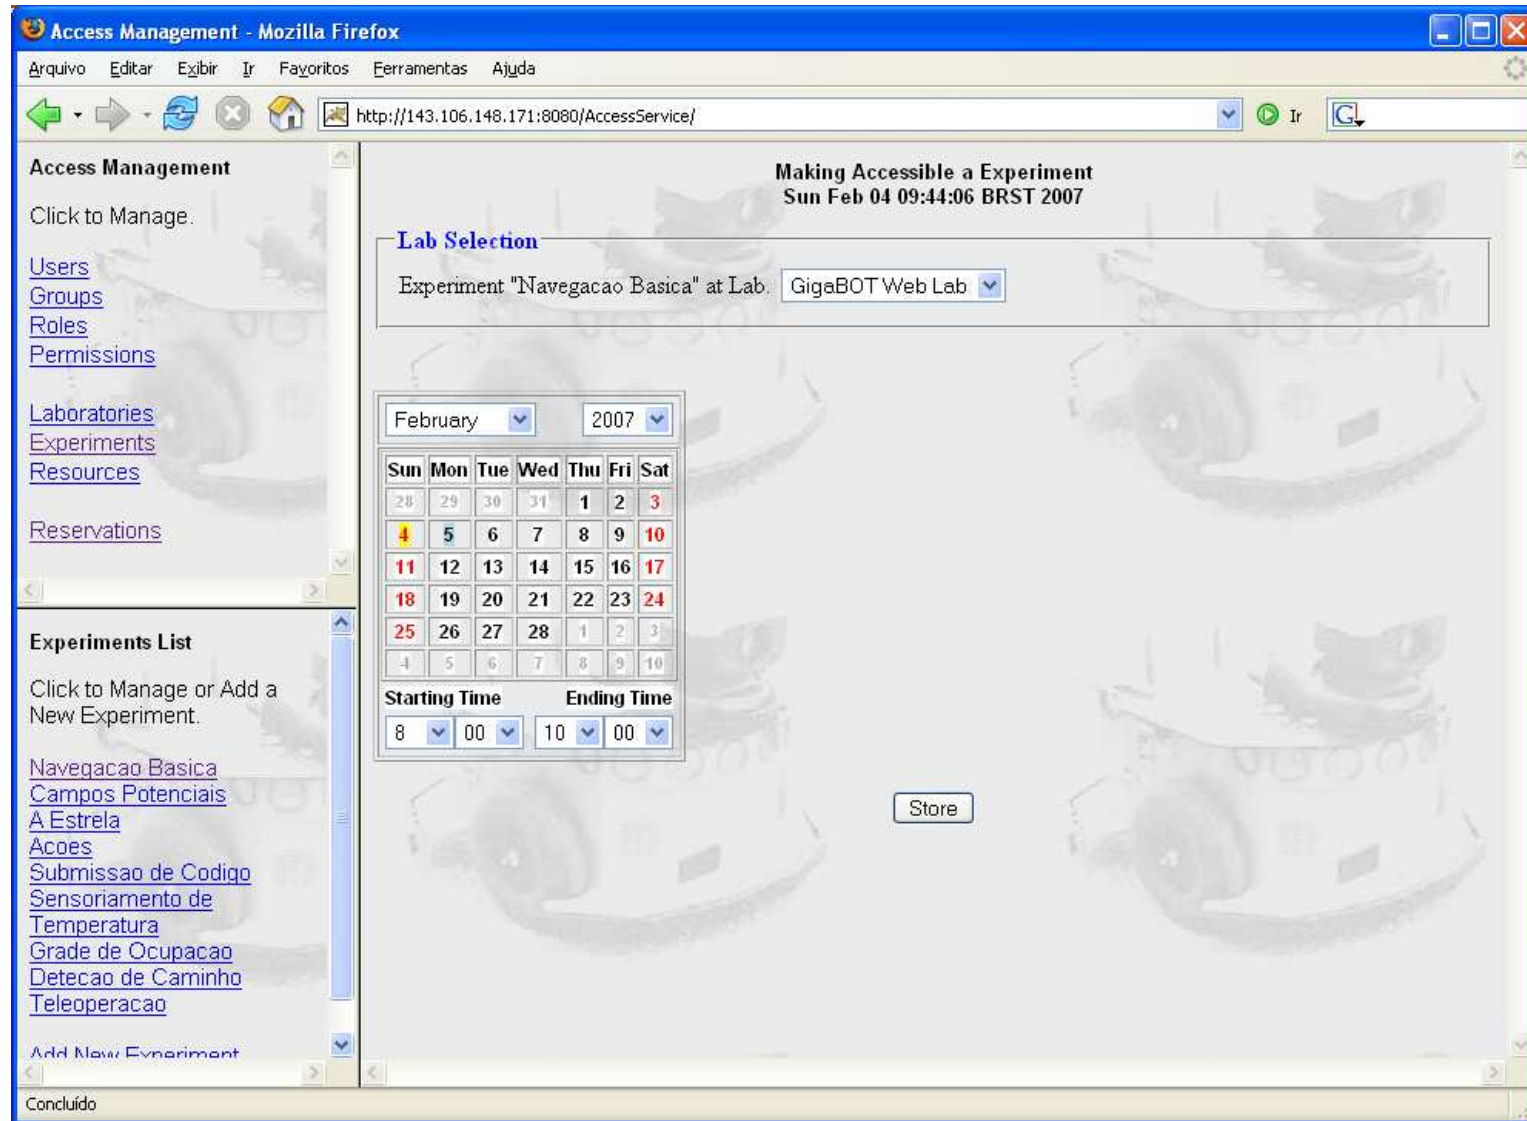 Access Management - Mozilla Firefox
Arquivo Editar Exibir Ir Favoritos Ferramentas Ajuda
http://143.106.148.171:8080/AccessService/ Ir G
Access Management
Click to Manage.
Users
Groups
Roles
Permissions
Laboratories
Experiments
Resources
Reservations
Experiments List
Click to Manage or Add a
New Experiment.
Navegacao Basica
Campos Potenciais
A Estrela
Acoes
Submissao de Codigo
Sensoriamento de
Temperatura
Grade de Ocupacao
Detecao de Caminho
Teleoperacao
Add New Experiment
Making Accessible a Experiment
Sun Feb 04 09:44:06 BRST 2007
Lab Selection
Experiment "Navegacao Basica" at Lab. GigaBOT Web Lab
February 2007
Sun Mon Tue Wed Thu Fri Sat
28 29 30 31 1 2 3
4 5 6 7 8 9 10
11 12 13 14 15 16 17
18 19 20 21 22 23 24
25 26 27 28 1 2 3
4 5 6 7 8 9 10
Starting Time Ending Time
8 00 10 00
Store
Concluído